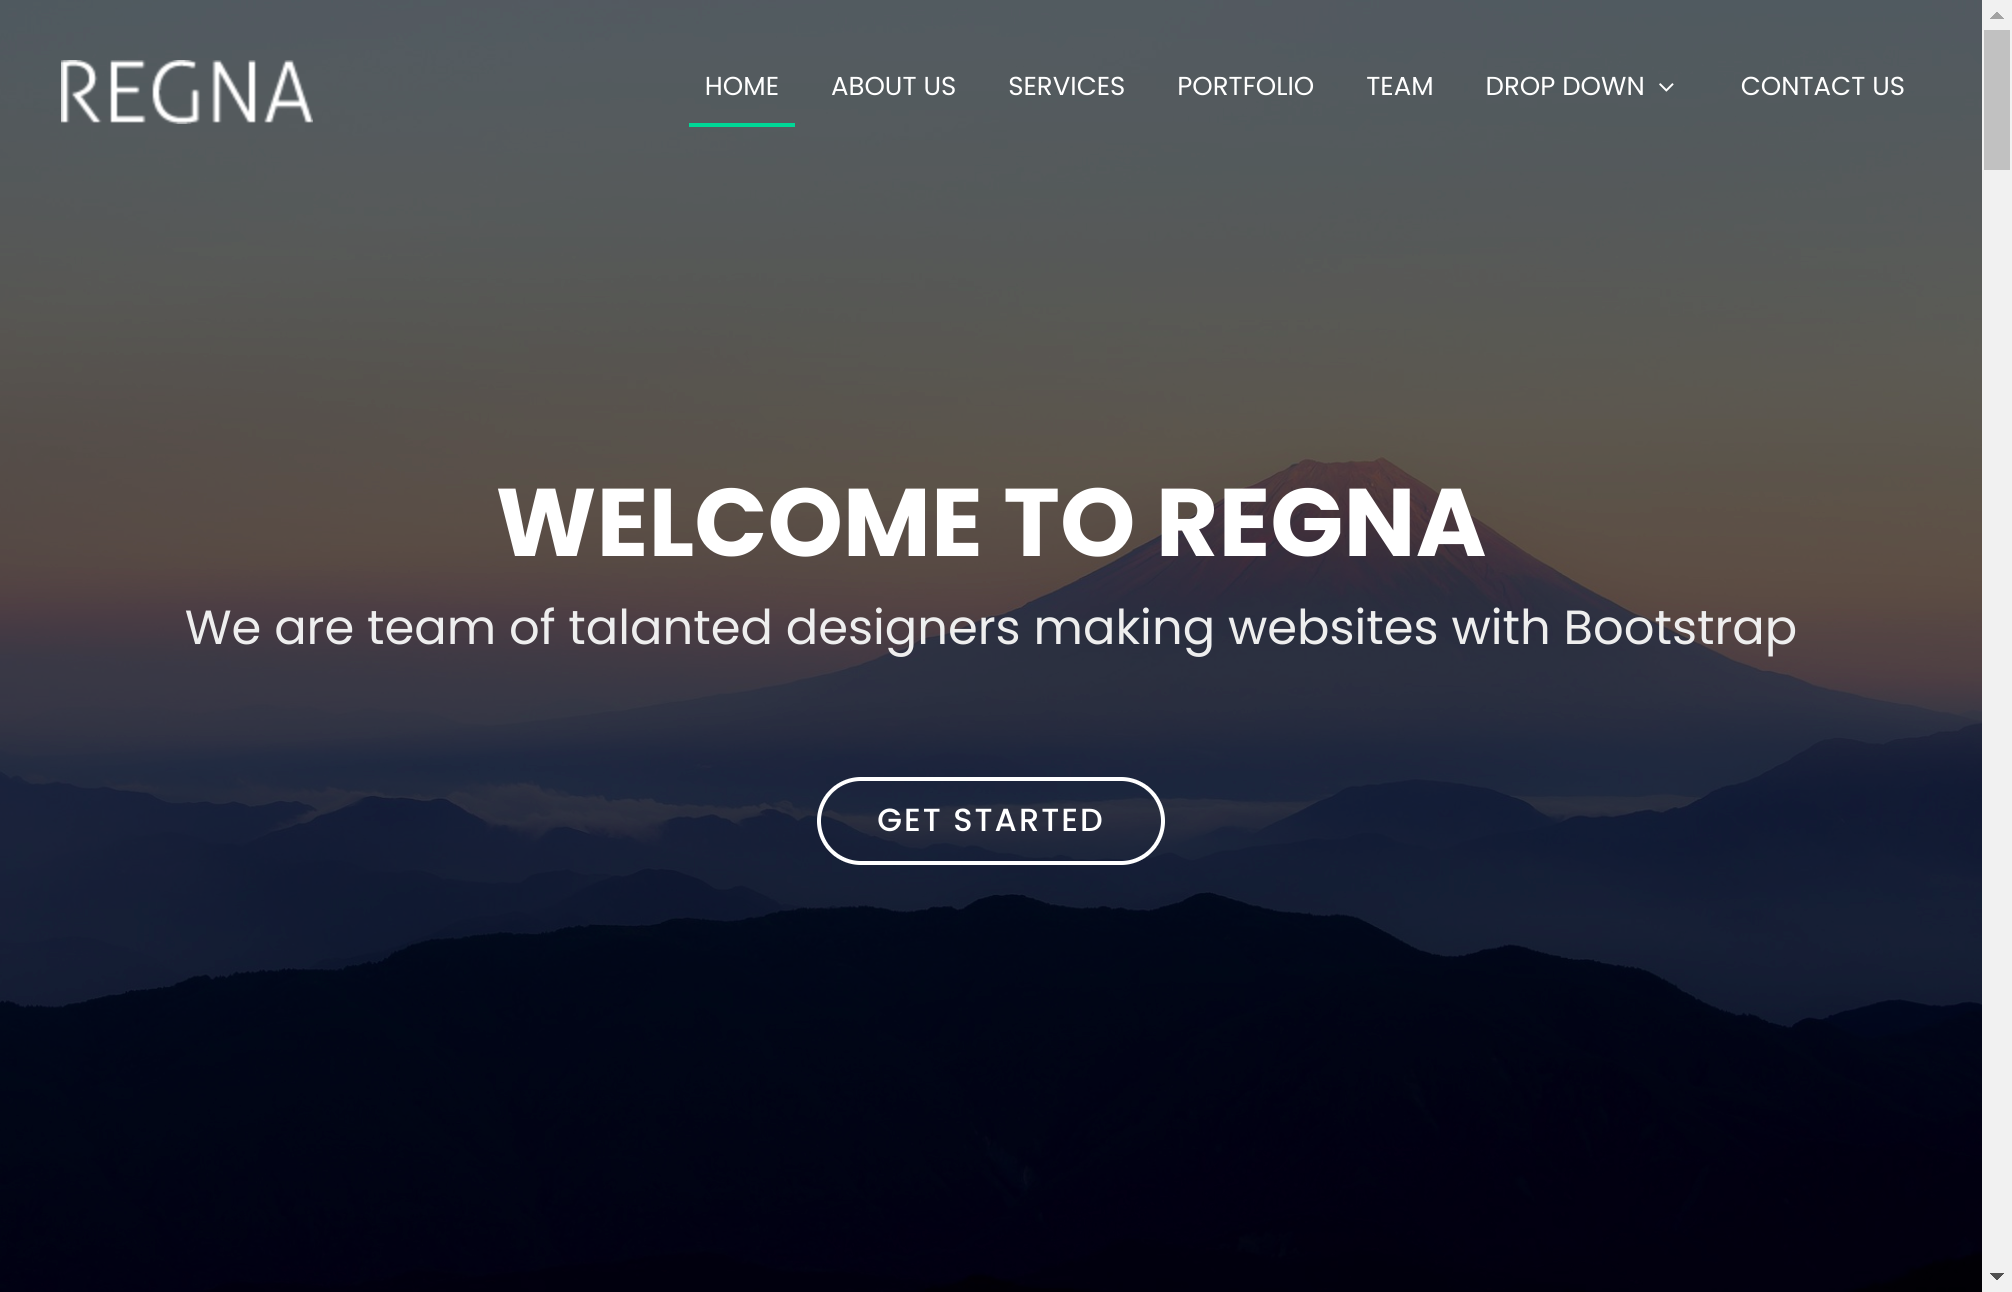 REGNA
HOME ABOUT US SERVICES PORTFOLIO TEAM DROP DOWN CONTACT US
WELCOME TO REGNA
We are team of talanted designers making websites with Bootstrap
GET STARTED